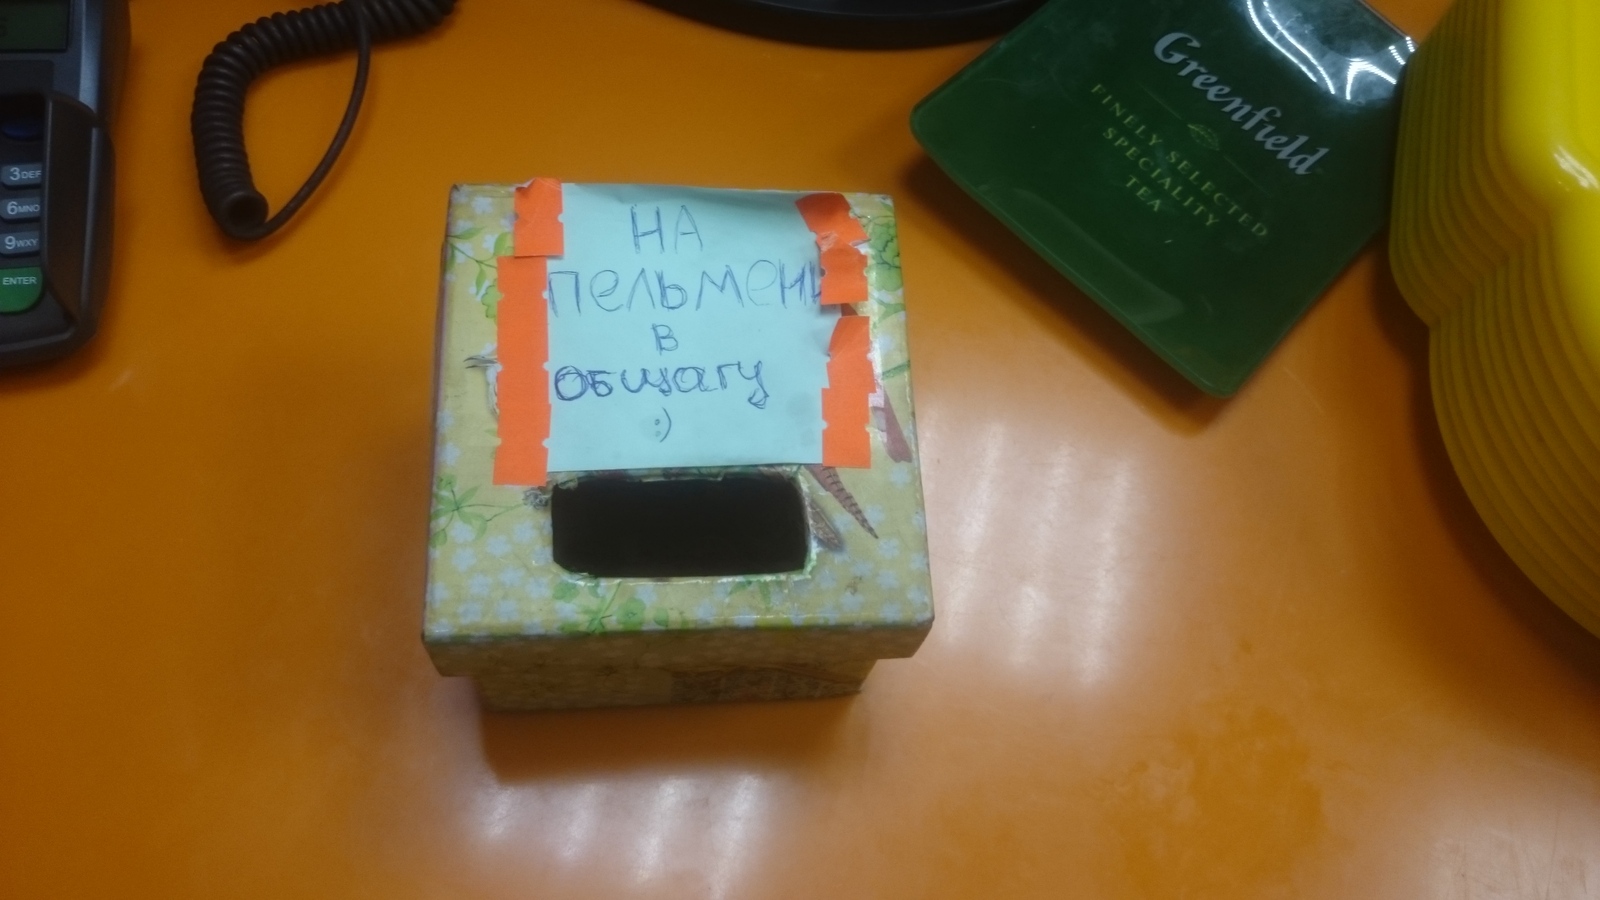 НА
ПЕЛЬМЕНИ
В
ОБЩАГУ
:)
Greenfield
FINELY SELECTED
SPECIALITY
TEA
3DEF
6MNO
9WXY
ENTER